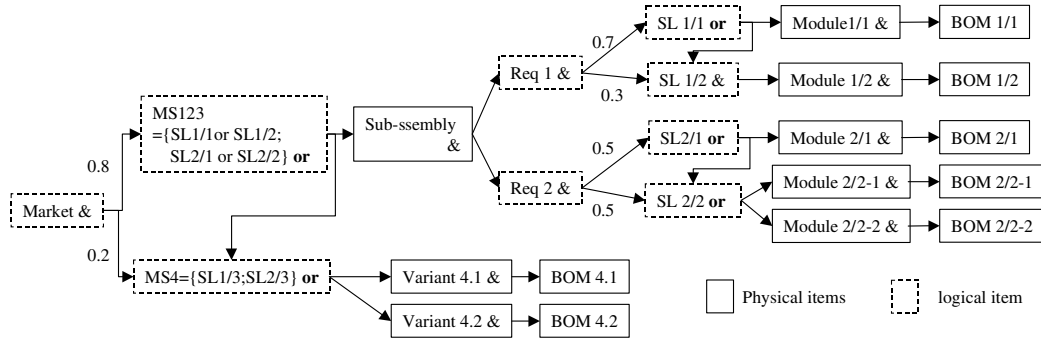 SL 1/1 or
Module1/1 &
BOM 1/1
0.7
Req 1 &
SL 1/2 &
Module 1/2 &
BOM 1/2
0.3
MS123
={SL1/1or SL1/2;
SL2/1 or SL2/2} or
Sub-ssembly
&
SL2/1 or
Module 2/1 &
BOM 2/1
0.5
0.8
Req 2 &
SL 2/2 or
Module 2/2-1 &
BOM 2/2-1
0.5
Market &
Module 2/2-2 &
BOM 2/2-2
0.2
MS4={SL1/3;SL2/3} or
Variant 4.1 &
BOM 4.1
Variant 4.2 &
BOM 4.2
Physical items
logical item